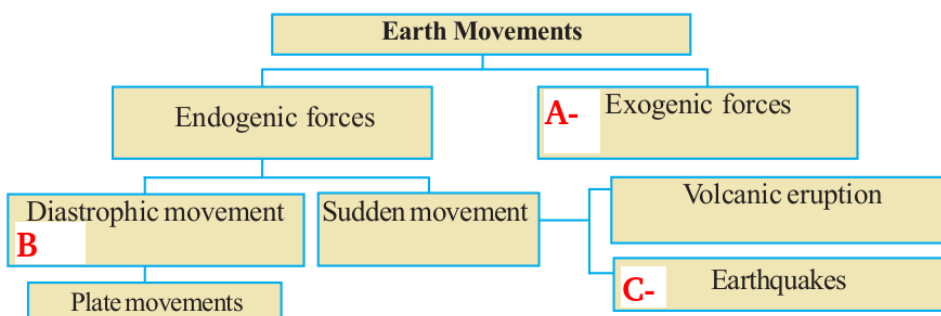 Earth Movements
Endogenic forces
A- Exogenic forces
Diastrophic movement
B
Sudden movement
Volcanic eruption
C- Earthquakes
Plate movements